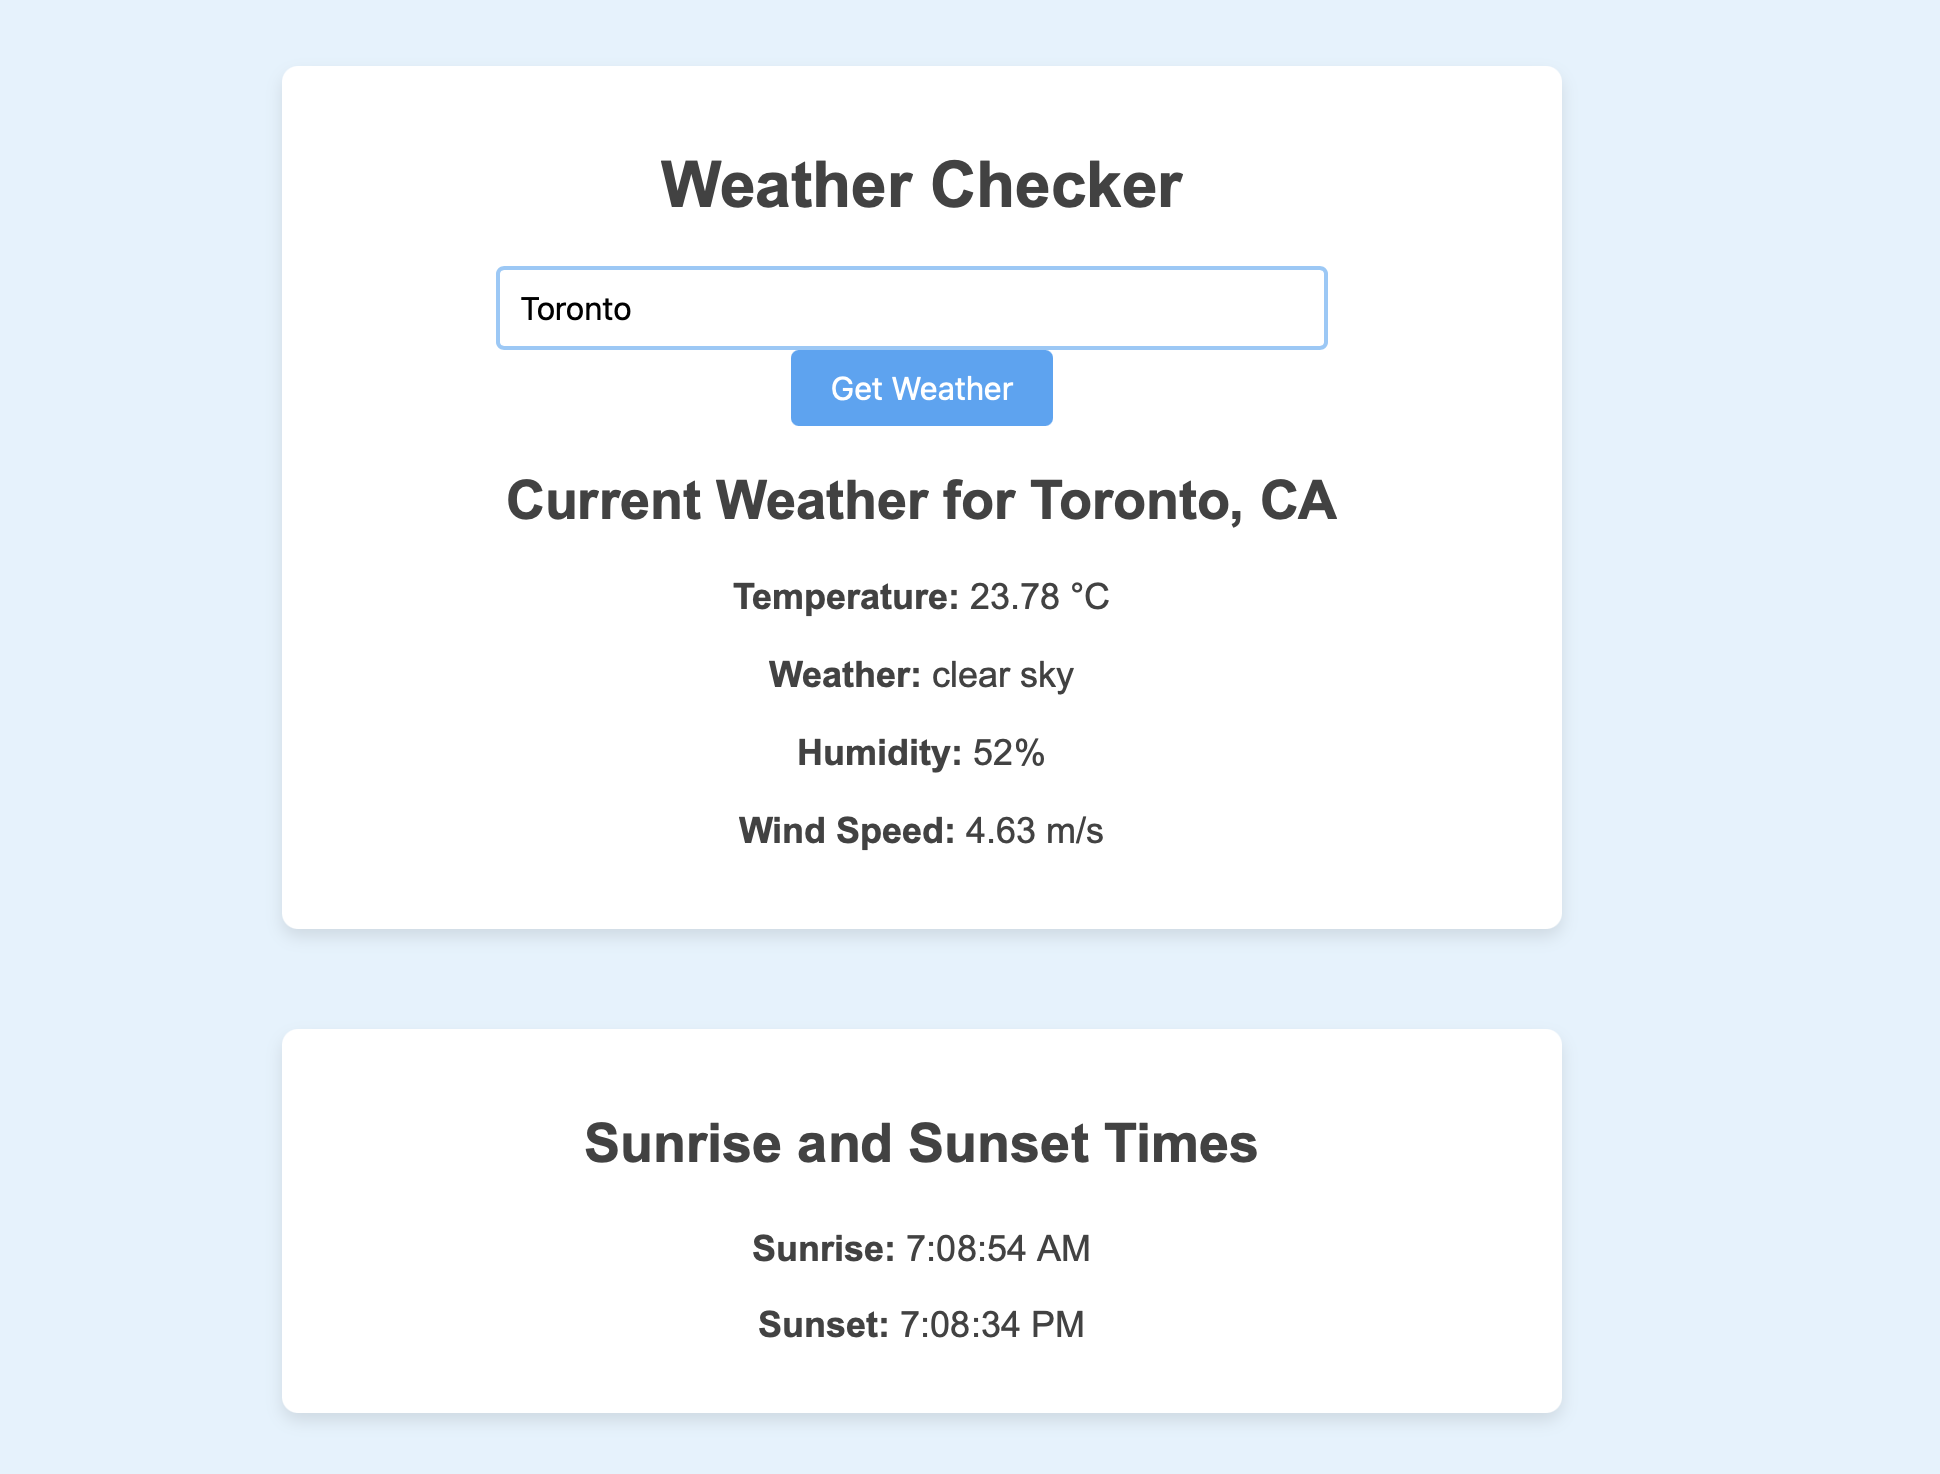 Weather Checker
Toronto
Get Weather
Current Weather for Toronto, CA
Temperature: 23.78 °C
Weather: clear sky
Humidity: 52%
Wind Speed: 4.63 m/s
Sunrise and Sunset Times
Sunrise: 7:08:54 AM
Sunset: 7:08:34 PM